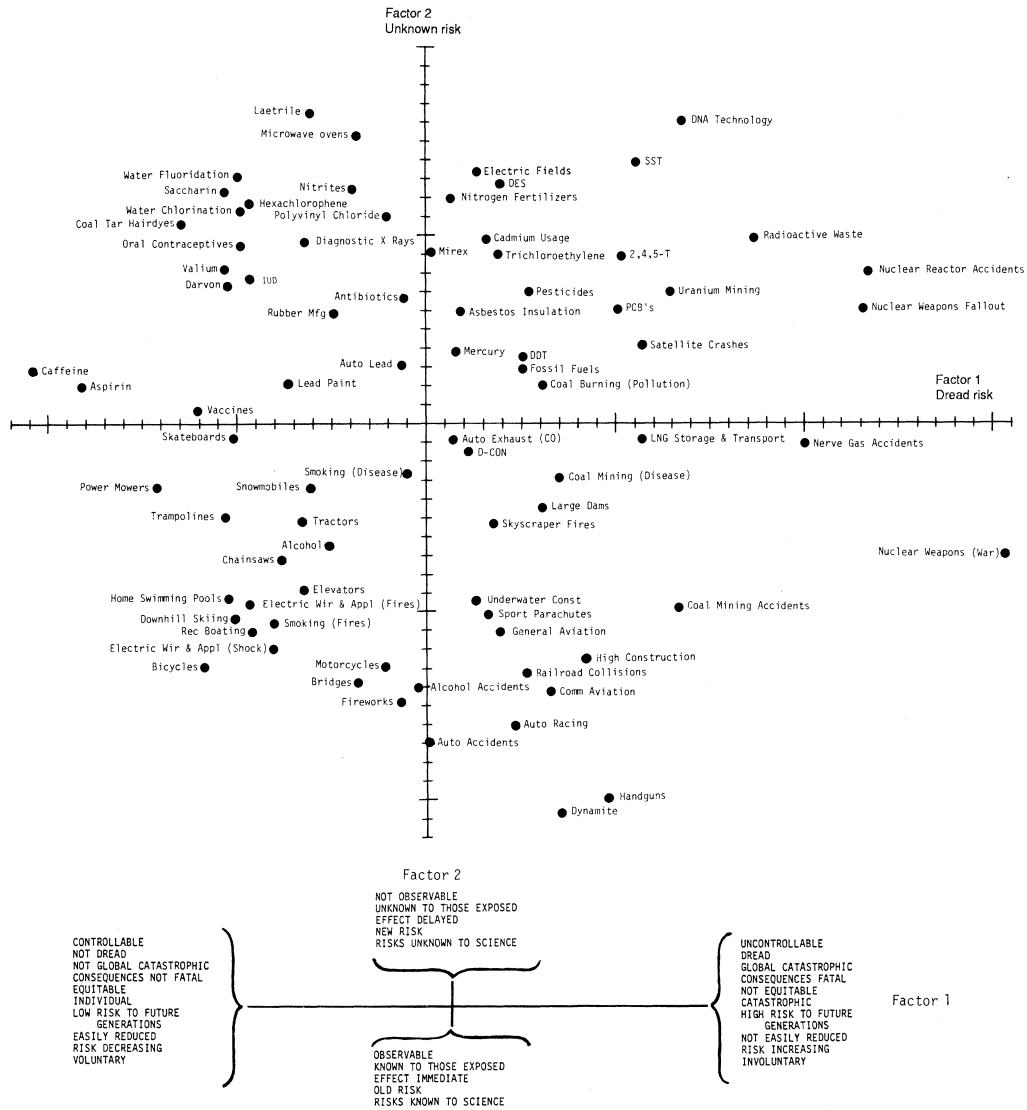 Factor 2
Unknown risk
Laetrile
DNA Technology
Microwave ovens
SST
Electric Fields
Water Fluoridation
DES
Nitrites
Saccharin
Nitrogen Fertilizers
Hexachlorophene
Water Chlorination
Polyvinyl Chloride
Coal Tar Hairdyes
Radioactive Waste
Cadmium Usage
Diagnostic X Rays
Oral Contraceptives
Mirex
Trichloroethylene
2,4,5-T
Valium
Nuclear Reactor Accidents
IUD
Darvon
Pesticides
Uranium Mining
Antibiotics
Nuclear Weapons Fallout
PCB's
Asbestos Insulation
Rubber Mfg
Satellite Crashes
Mercury
DDT
Auto Lead
Fossil Fuels
Caffeine
Factor 1
Dread risk
Lead Paint
Coal Burning (Pollution)
Aspirin
Vaccines
Skateboards
Auto Exhaust (CO)
LNG Storage & Transport
Nerve Gas Accidents
D-CON
Smoking (Disease)
Coal Mining (Disease)
Power Mowers
Snowmobiles
Large Dams
Trampolines
Tractors
Skyscraper Fires
Alcohol
Nuclear Weapons (War)
Chainsaws
Elevators
Home Swimming Pools
Electric Wir & Appl (Fires)
Underwater Const
Coal Mining Accidents
Sport Parachutes
Downhill Skiing
Smoking (Fires)
Rec Boating
General Aviation
Electric Wir & Appl (Shock)
High Construction
Bicycles
Motorcycles
Railroad Collisions
Bridges
Alcohol Accidents
Comm Aviation
Fireworks
Auto Racing
Auto Accidents
Handguns
Dynamite
Factor 2
NOT OBSERVABLE
UNKNOWN TO THOSE EXPOSED
EFFECT DELAYED
NEW RISK
RISKS UNKNOWN TO SCIENCE
CONTROLLABLE
NOT DREAD
NOT GLOBAL CATASTROPHIC
CONSEQUENCES NOT FATAL
EQUITABLE
INDIVIDUAL
LOW RISK TO FUTURE
GENERATIONS
EASILY REDUCED
RISK DECREASING
VOLUNTARY
UNCONTROLLABLE
DREAD
GLOBAL CATASTROPHIC
CONSEQUENCES FATAL
NOT EQUITABLE
CATASTROPHIC
HIGH RISK TO FUTURE
GENERATIONS
NOT EASILY REDUCED
RISK INCREASING
INVOLUNTARY
Factor 1
OBSERVABLE
KNOWN TO THOSE EXPOSED
EFFECT IMMEDIATE
OLD RISK
RISKS KNOWN TO SCIENCE